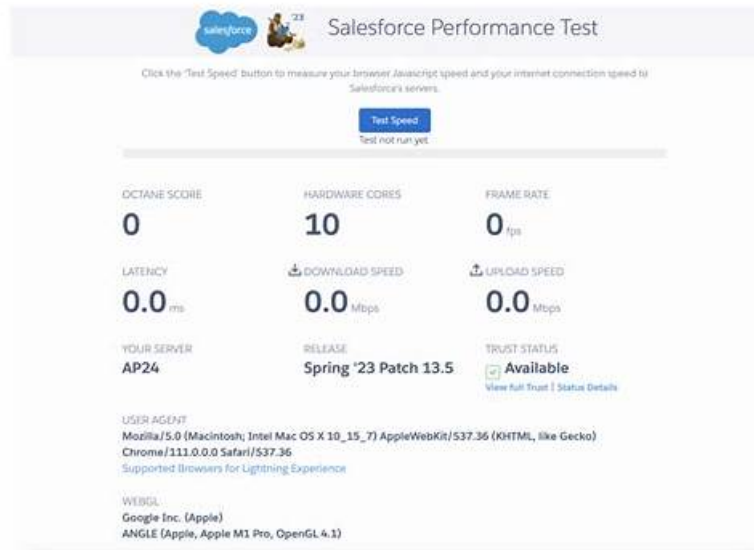 salesforce
'23
Salesforce Performance Test
Click the 'Test Speed' button to measure your browser Javascript speed and your internet connection speed to
Salesforce's servers.
Test Speed
Test not run yet
OCTANE SCORE HARDWARE CORES FRAME RATE
0 10 0 fps
LATENCY DOWNLOAD SPEED UPLOAD SPEED
0.0 ms 0.0 Mbps 0.0 Mbps
YOUR SERVER RELEASE TRUST STATUS
AP24 Spring '23 Patch 13.5 Available
View full Trust | Status Details
USER AGENT
Mozilla/5.0 (Macintosh; Intel Mac OS X 10_15_7) AppleWebKit/537.36 (KHTML, like Gecko)
Chrome/111.0.0.0 Safari/537.36
Supported Browsers for Lightning Experience
WEBGL
Google Inc. (Apple)
ANGLE (Apple, Apple M1 Pro, OpenGL 4.1)